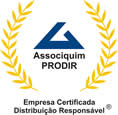 Associquim
PRODIR
Empresa Certificada
Distribuição Responsável ®